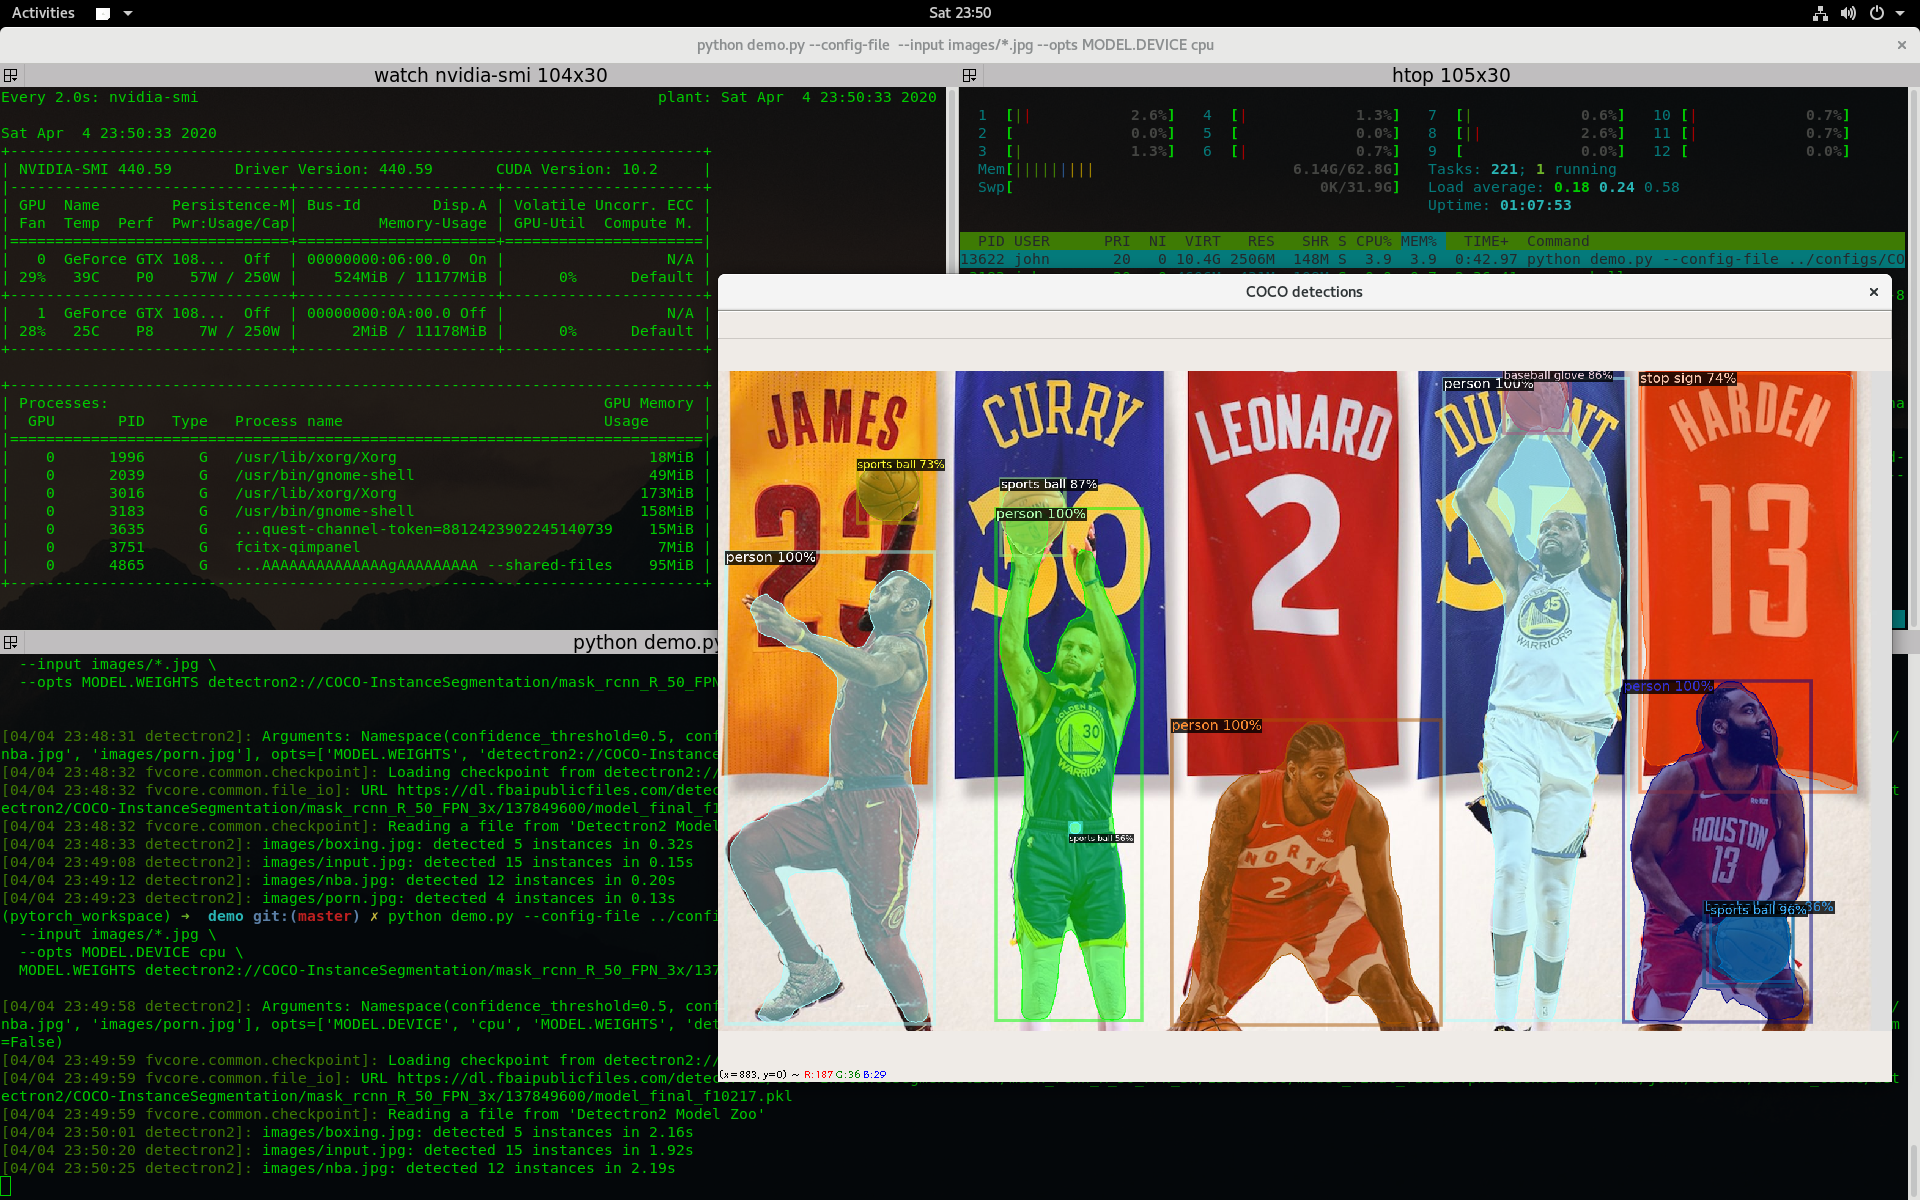 Activities
Sat 23:50
python demo.py --config-file  --input images/*.jpg --opts MODEL.DEVICE cpu
watch nvidia-smi 104x30
Every 2.0s: nvidia-smi
plant: Sat Apr  4 23:50:33 2020
Sat Apr  4 23:50:33 2020
NVIDIA-SMI 440.59       Driver Version: 440.59       CUDA Version: 10.2
GPU  Name        Persistence-M| Bus-Id        Disp.A | Volatile Uncorr. ECC
Fan  Temp  Perf  Pwr:Usage/Cap|         Memory-Usage | GPU-Util  Compute M.
0  GeForce GTX 108...  Off  | 00000000:06:00.0  On |                  N/A
29%   39C    P0    57W / 250W |    524MiB / 11177MiB |      0%      Default
1  GeForce GTX 108...  Off  | 00000000:0A:00.0 Off |                  N/A
28%   25C    P8     7W / 250W |      2MiB / 11178MiB |      0%      Default
Processes:                                                       GPU Memory
GPU       PID   Type   Process name                             Usage
0      1996      G   /usr/lib/xorg/Xorg                            18MiB
0      2039      G   /usr/bin/gnome-shell                          49MiB
0      3016      G   /usr/lib/xorg/Xorg                           173MiB
0      3183      G   /usr/bin/gnome-shell                         158MiB
0      3635      G   ...quest-channel-token=8812423902245140739    15MiB
0      3751      G   fcitx-qimpanel                                 7MiB
0      4865      G   ...AAAAAAAAAAAAAAgAAAAAAAAA --shared-files    95MiB
htop 105x30
1 [|| 2.6%] 4 [| 1.3%] 7 [| 0.6%] 10 [| 0.7%]
2 [ 0.0%] 5 [ 0.0%] 8 [|| 2.6%] 11 [| 0.7%]
3 [| 1.3%] 6 [| 0.7%] 9 [ 0.0%] 12 [ 0.0%]
Mem[||||||||| 6.14G/62.8G] Tasks: 221; 1 running
Swp[ 0K/31.9G] Load average: 0.18 0.24 0.58
Uptime: 01:07:53
PID USER      PRI  NI  VIRT   RES   SHR S CPU% MEM%   TIME+  Command
13622 john       20   0 10.4G 2506M  148M S  3.9  3.9  0:42.97 python demo.py --config-file ../configs/CO
COCO detections
JAMES
23
CURRY
30
LEONARD
2
HARDEN
13
baseball glove 86%
person 100%
stop sign 74%
sports ball 73%
sports ball 87%
person 100%
person 100%
35
WARRIORS
person 100%
GOLDEN STATE
30
WARRIORS
person 100%
sports ball 56%
NORTH
2
HOUSTON
13
sports ball 96%
(x=883, y=0) ~ R:187 G:36 B:29
python demo.py
--input images/*.jpg \
--opts MODEL.WEIGHTS detectron2://COCO-InstanceSegmentation/mask_rcnn_R_50_FPN
[04/04 23:48:31 detectron2]: Arguments: Namespace(confidence_threshold=0.5, conf
nba.jpg', 'images/porn.jpg'], opts=['MODEL.WEIGHTS', 'detectron2://COCO-Instance
[04/04 23:48:32 fvcore.common.checkpoint]: Loading checkpoint from detectron2://
[04/04 23:48:32 fvcore.common.file_io]: URL https://dl.fbaipublicfiles.com/detec
ectron2/COCO-InstanceSegmentation/mask_rcnn_R_50_FPN_3x/137849600/model_final_f1
[04/04 23:48:32 fvcore.common.checkpoint]: Reading a file from 'Detectron2 Model
[04/04 23:48:33 detectron2]: images/boxing.jpg: detected 5 instances in 0.32s
[04/04 23:49:08 detectron2]: images/input.jpg: detected 15 instances in 0.15s
[04/04 23:49:12 detectron2]: images/nba.jpg: detected 12 instances in 0.20s
[04/04 23:49:23 detectron2]: images/porn.jpg: detected 4 instances in 0.13s
(pytorch_workspace) ➜  demo git:(master) ✗ python demo.py --config-file ../confi
--input images/*.jpg \
--opts MODEL.DEVICE cpu \
MODEL.WEIGHTS detectron2://COCO-InstanceSegmentation/mask_rcnn_R_50_FPN_3x/137
[04/04 23:49:58 detectron2]: Arguments: Namespace(confidence_threshold=0.5, conf
nba.jpg', 'images/porn.jpg'], opts=['MODEL.DEVICE', 'cpu', 'MODEL.WEIGHTS', 'det
=False)
[04/04 23:49:59 fvcore.common.checkpoint]: Loading checkpoint from detectron2://
[04/04 23:49:59 fvcore.common.file_io]: URL https://dl.fbaipublicfiles.com/detec
ectron2/COCO-InstanceSegmentation/mask_rcnn_R_50_FPN_3x/137849600/model_final_f10217.pkl
[04/04 23:49:59 fvcore.common.checkpoint]: Reading a file from 'Detectron2 Model Zoo'
[04/04 23:50:01 detectron2]: images/boxing.jpg: detected 5 instances in 2.16s
[04/04 23:50:20 detectron2]: images/input.jpg: detected 15 instances in 1.92s
[04/04 23:50:25 detectron2]: images/nba.jpg: detected 12 instances in 2.19s